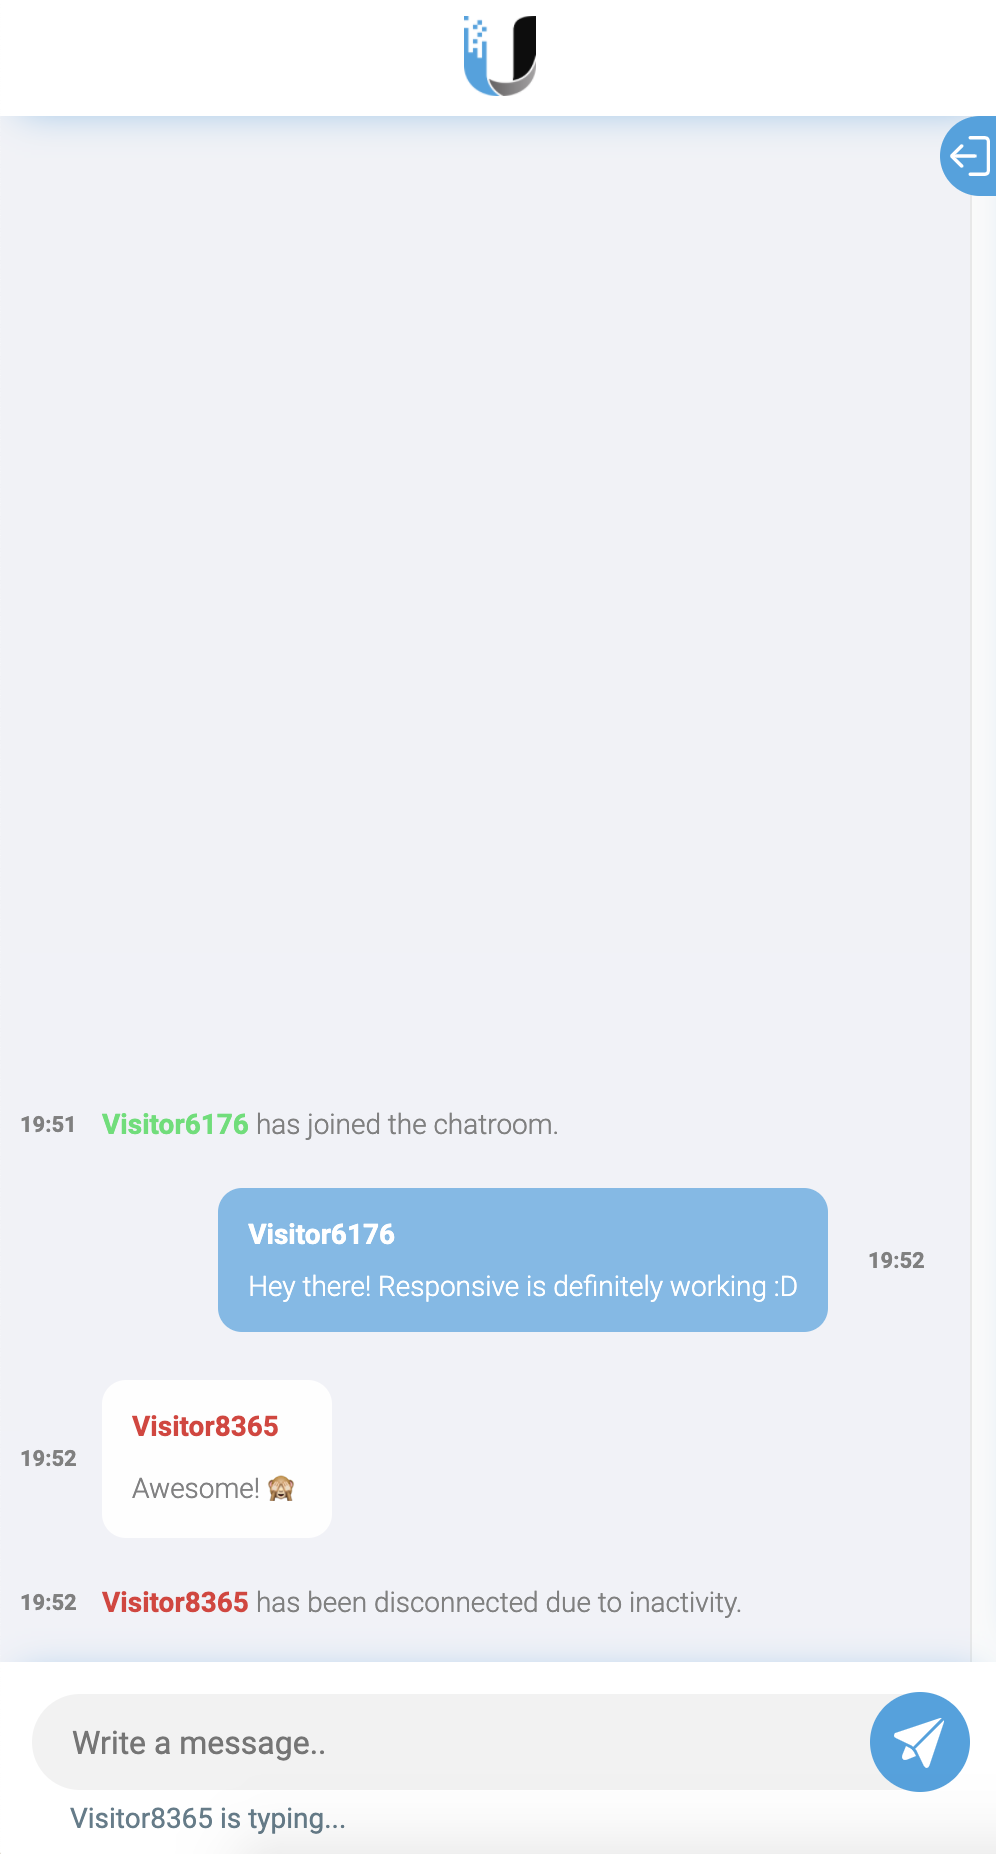 19:51 Visitor6176 has joined the chatroom.
Visitor6176
Hey there! Responsive is definitely working :D
19:52
Visitor8365
19:52
Awesome! 🙈
19:52 Visitor8365 has been disconnected due to inactivity.
Write a message..
Visitor8365 is typing...